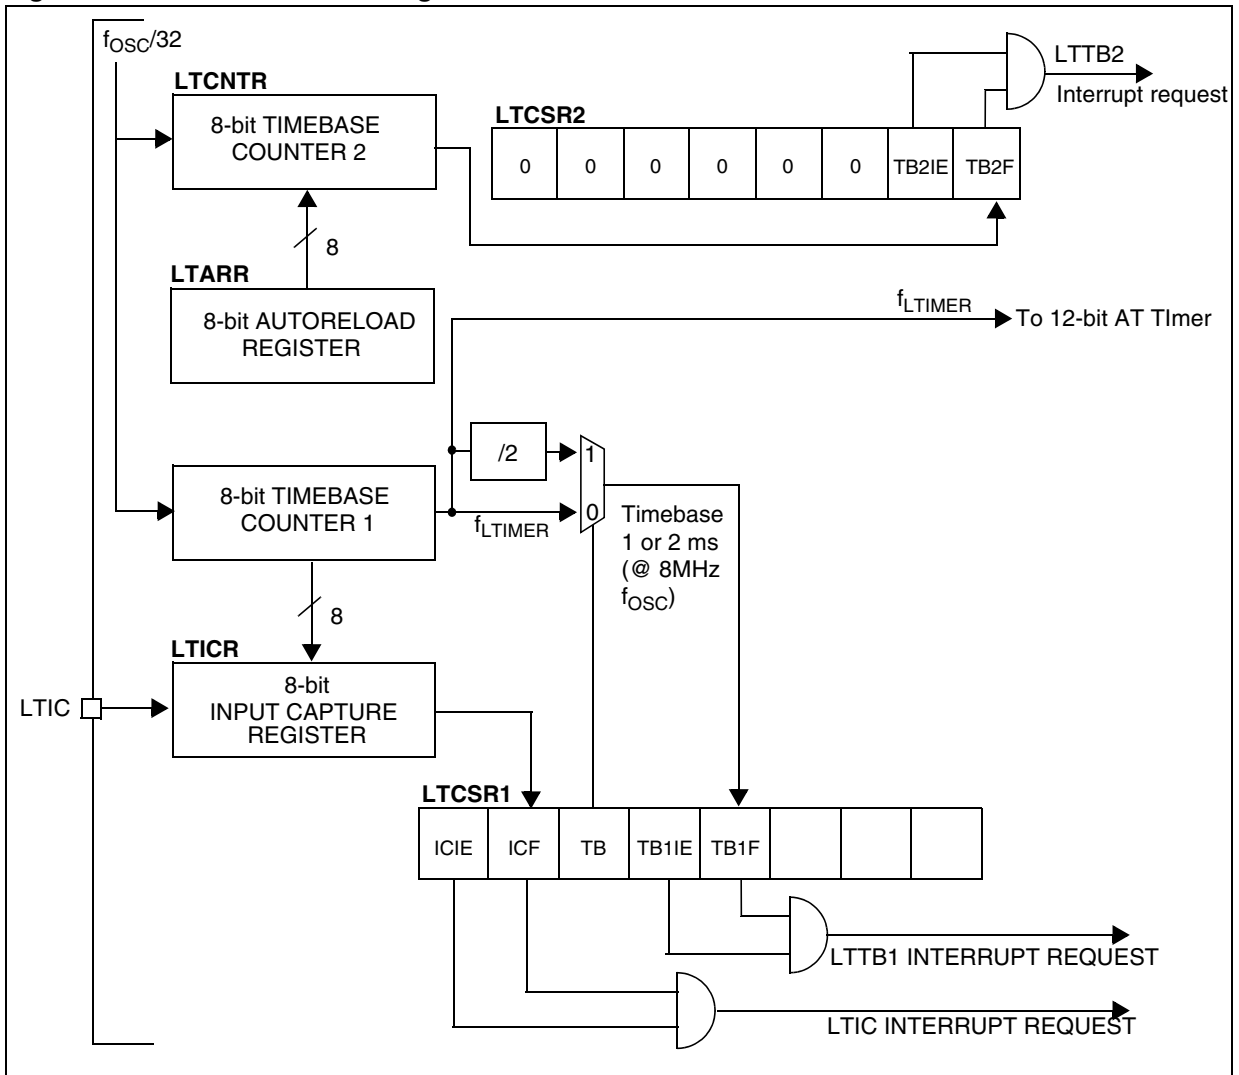 fOSC/32
LTCNTR
8-bit TIMEBASE
COUNTER 2
8
LTARR
8-bit AUTORELOAD
REGISTER
LTCSR2
0 0 0 0 0 0 TB2IE TB2F
LTTB2
Interrupt request
fLTIMER
To 12-bit AT TImer
/2
1
0
8-bit TIMEBASE
COUNTER 1
fLTIMER
Timebase
1 or 2 ms
(@ 8MHz
fOSC)
8
LTICR
8-bit
INPUT CAPTURE
REGISTER
LTIC
LTCSR1
ICIE ICF TB TB1IE TB1F
LTTB1 INTERRUPT REQUEST
LTIC INTERRUPT REQUEST